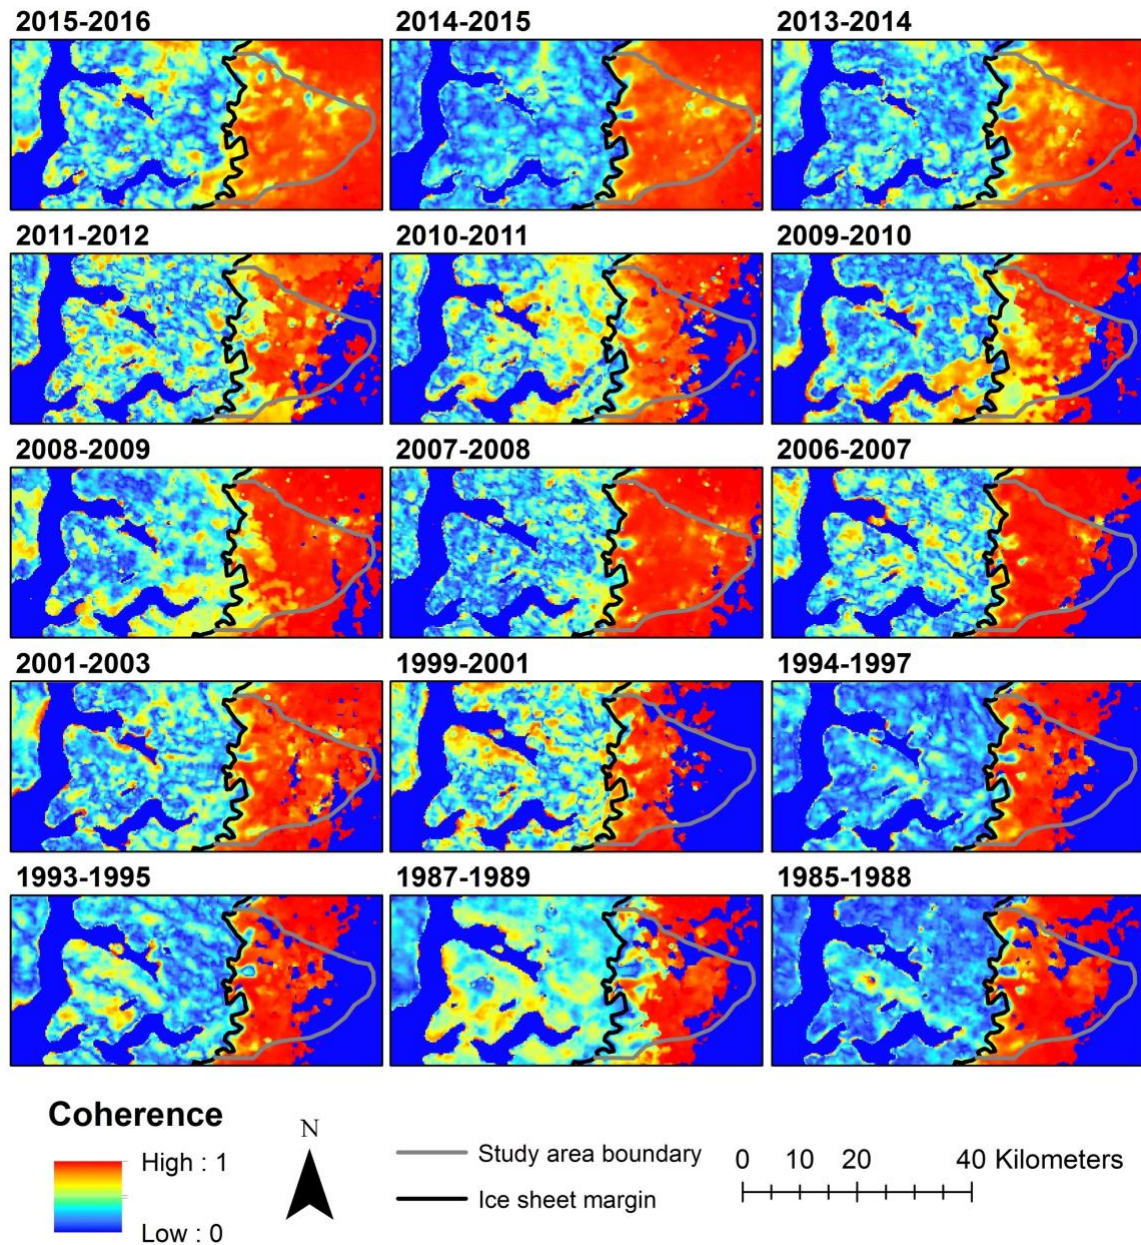 2015-2016 2014-2015 2013-2014
2011-2012 2010-2011 2009-2010
2008-2009 2007-2008 2006-2007
2001-2003 1999-2001 1994-1997
1993-1995 1987-1989 1985-1988
Coherence
High : 1
Low : 0
N
Study area boundary
Ice sheet margin
0 10 20 40 Kilometers